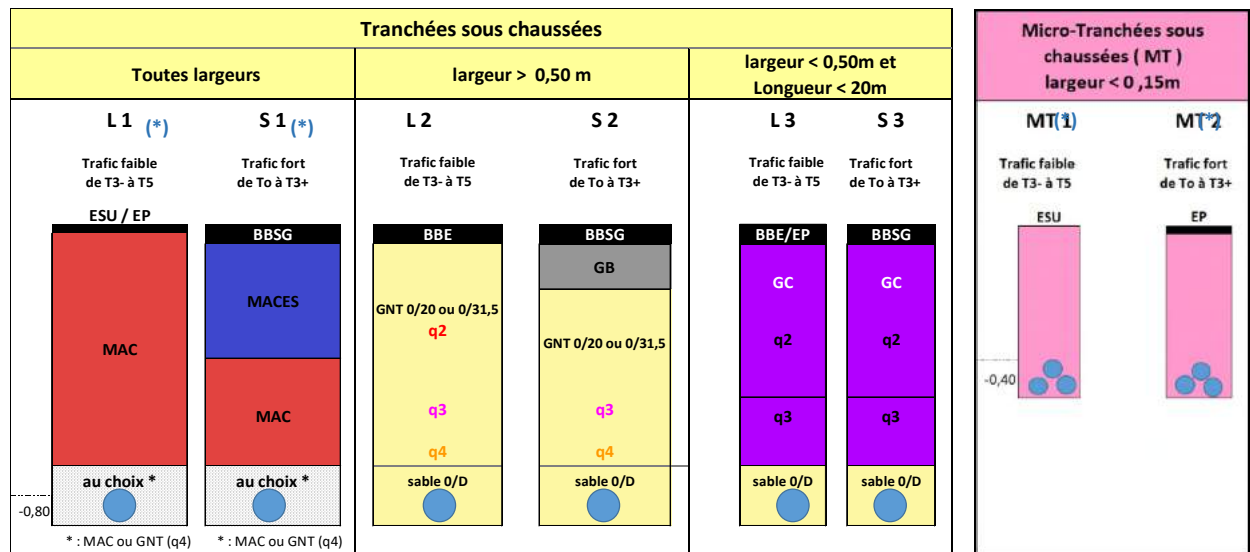 Tranchées sous chaussées
Toutes largeurs
largeur > 0,50 m
largeur < 0,50m et
Longueur < 20m
L 1 (*)
S 1 (*)
L 2
S 2
L 3
S 3
Trafic faible
de T3- à T5
Trafic fort
de To à T3+
Trafic faible
de T3- à T5
Trafic fort
de To à T3+
Trafic faible
de T3- à T5
Trafic fort
de To à T3+
ESU / EP
MAC
au choix *
BBSG
MACES
MAC
au choix *
BBE
GNT 0/20 ou 0/31,5
q2
q3
q4
sable 0/D
BBSG
GB
GNT 0/20 ou 0/31,5
q3
q4
sable 0/D
BBE/EP
GC
q2
q3
sable 0/D
BBSG
GC
q2
q3
sable 0/D
-0,80
* : MAC ou GNT (q4)
* : MAC ou GNT (q4)
Micro-Tranchées sous
chaussées ( MT )
largeur < 0 ,15m
MT 1 (*)
MT 2 (*)
Trafic faible
de T3- à T5
Trafic fort
de To à T3+
ESU
EP
-0,40